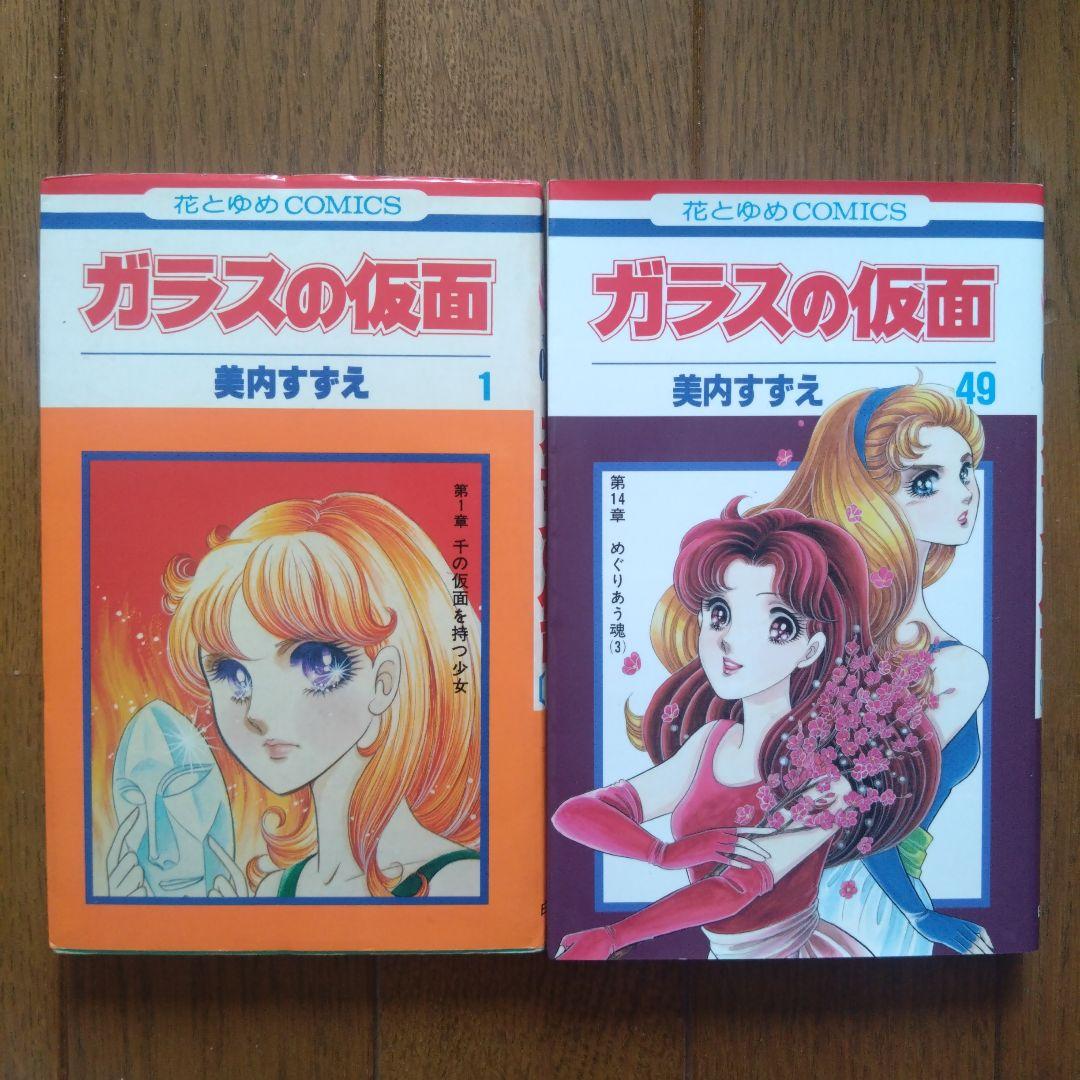 花とゆめCOMICS
ガラスの仮面
美内すずえ
1
第1章 千の仮面を持つ少女
花とゆめCOMICS
ガラスの仮面
美内すずえ
49
第14章 めぐりあう魂(3)